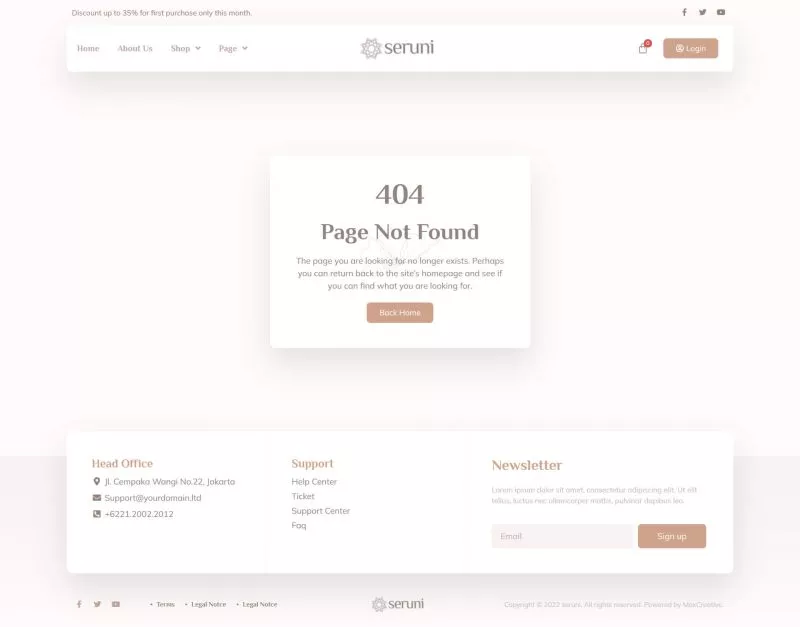 Discount up to 35% for first purchase only this month.
Home
About Us
Shop
Page
seruni
0
Login
404
Page Not Found
The page you are looking for no longer exists. Perhaps
you can return back to the site's homepage and see if
you can find what you are looking for.
Back Home
Head Office
Jl. Cempaka Wangi No.22, Jakarta
Support@yourdomain.ltd
+6221.2002.2012
Support
Help Center
Ticket
Support Center
Faq
Newsletter
Lorem ipsum dolor sit amet, consectetur adipiscing elit. Ut elit
tellus, luctus nec ullamcorper mattis, pulvinar dapibus leo.
Email
Sign up
• Terms • Legal Notce • Legal Notce
seruni
Copyright © 2022 seruni, All rights reserved. Powered by MaxCreative.